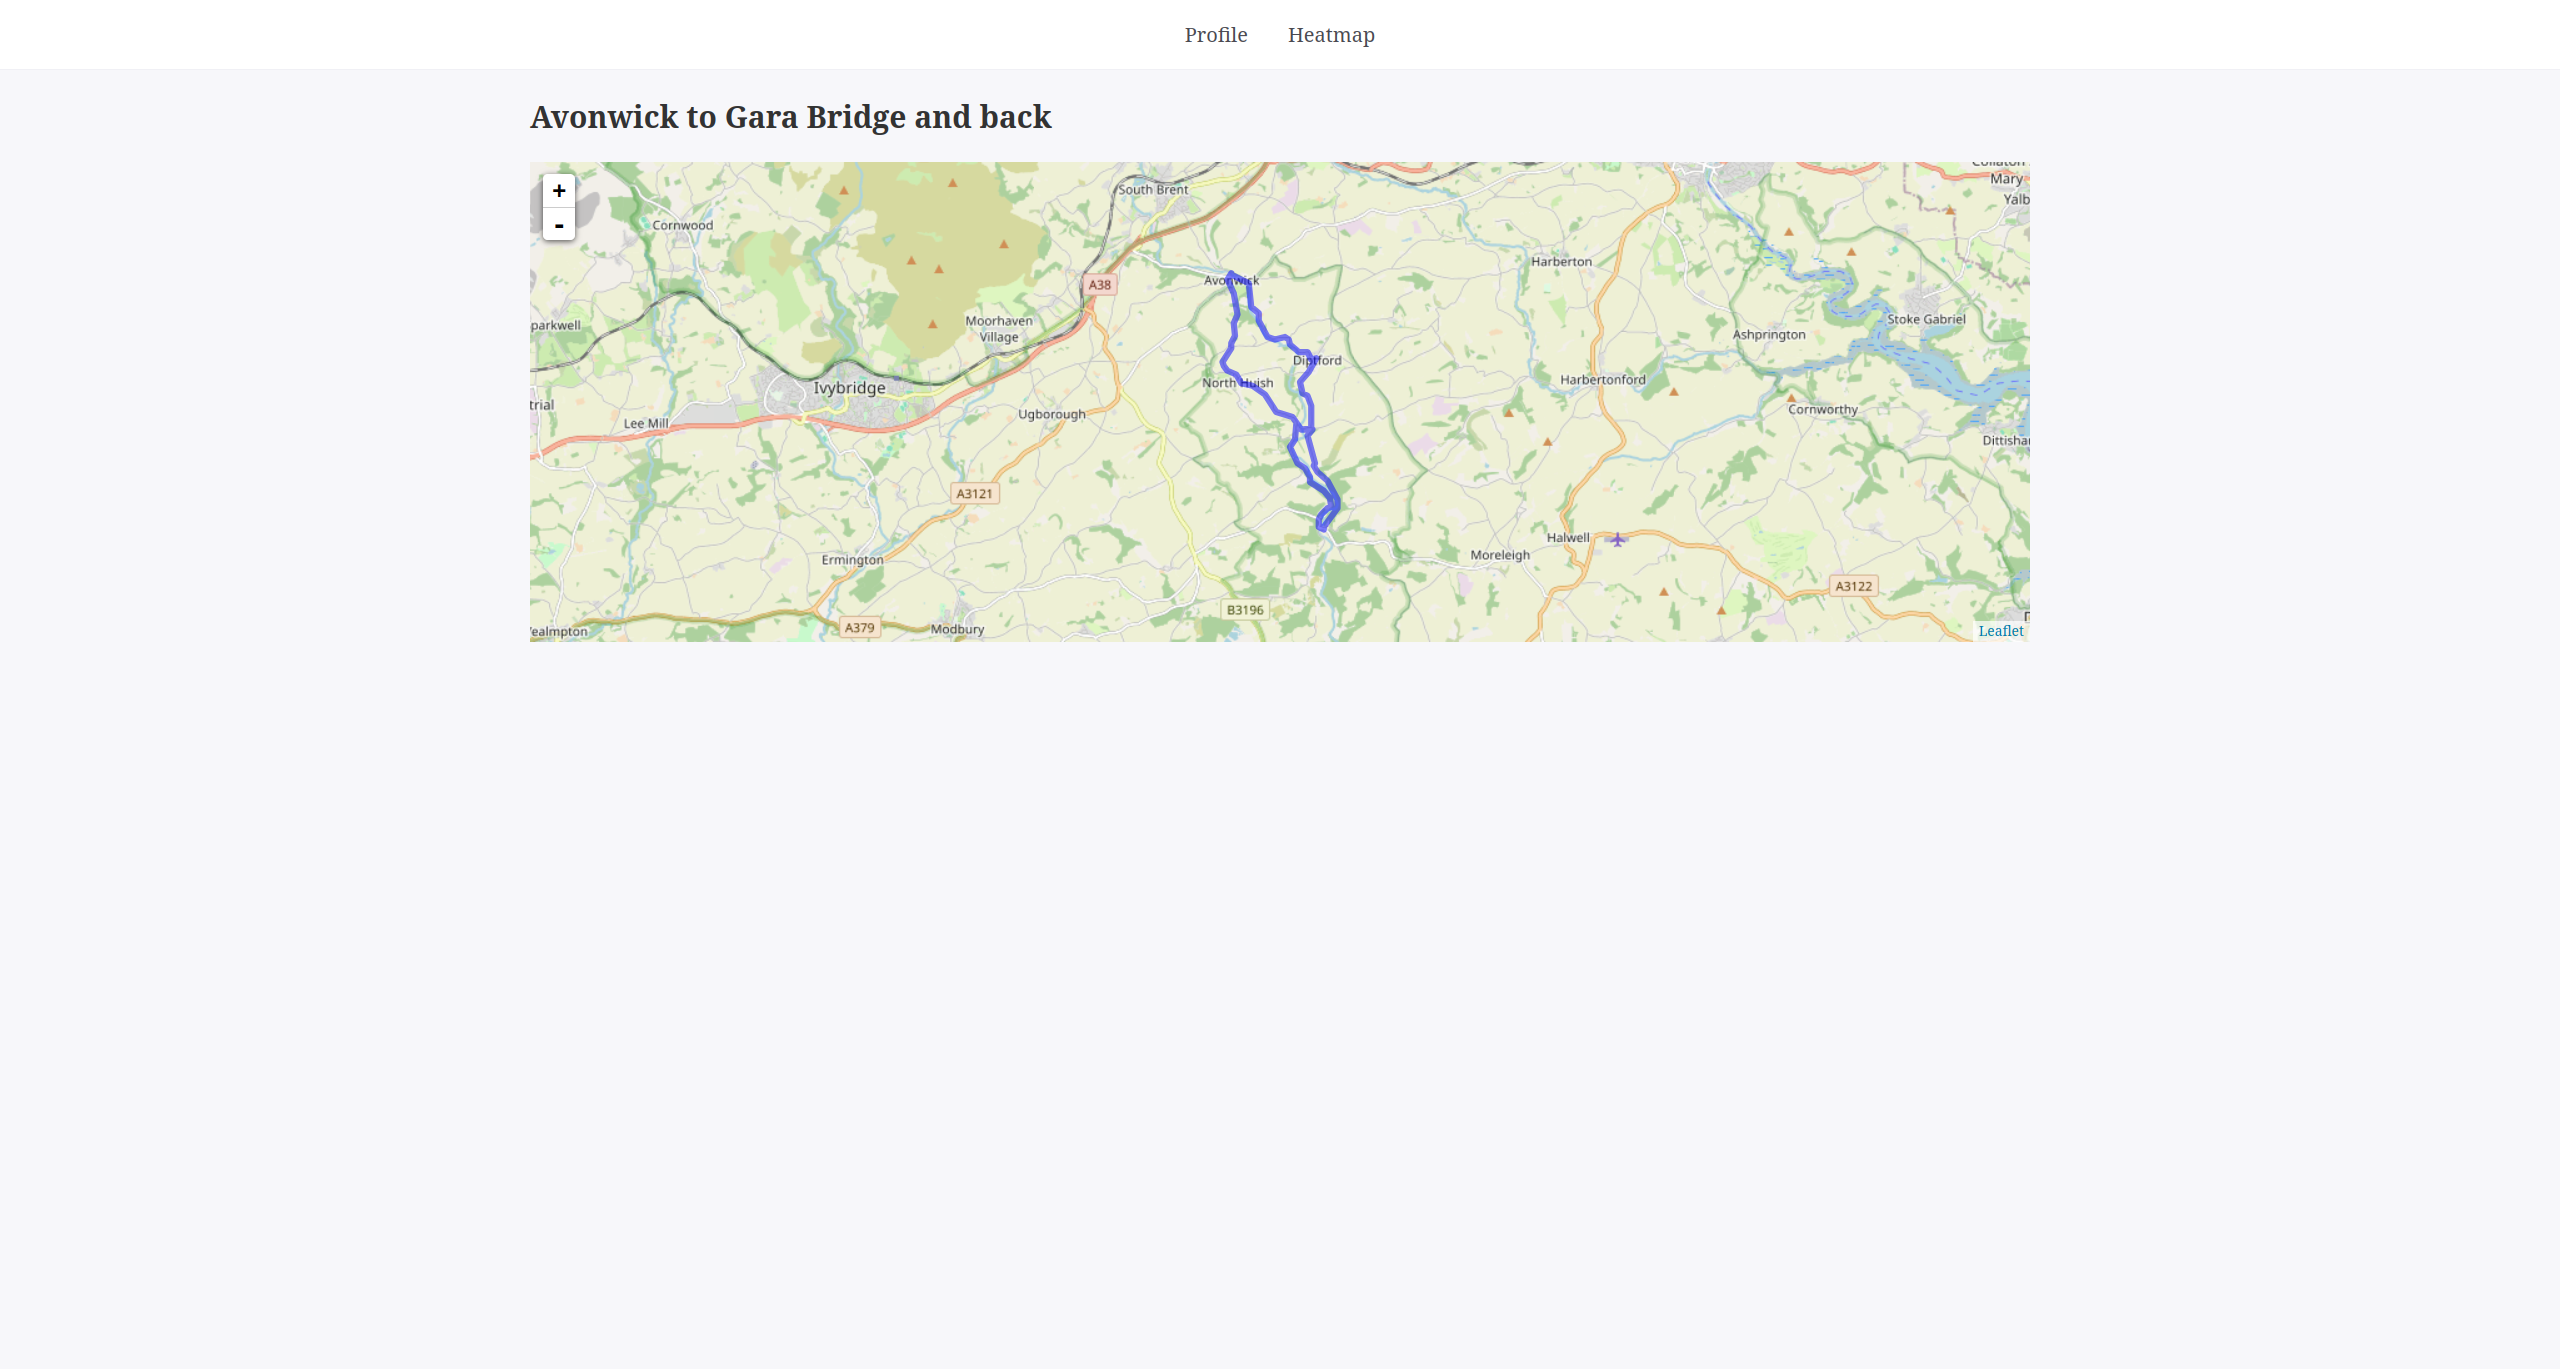 Profile Heatmap
Avonwick to Gara Bridge and back
+
-
South Brent
Mary
Cornwood
Harberton
Avonwick
A38
parkwell
Moorhaven
Village
Stoke Gabriel
Ashprington
Diptford
North Huish
Ivybridge
Harbertonford
trial
Ugborough
Cornworthy
Lee Mill
A3121
Halwell
Moreleigh
Ermington
A3122
B3196
A379
Modbury
ealmpton
Leaflet